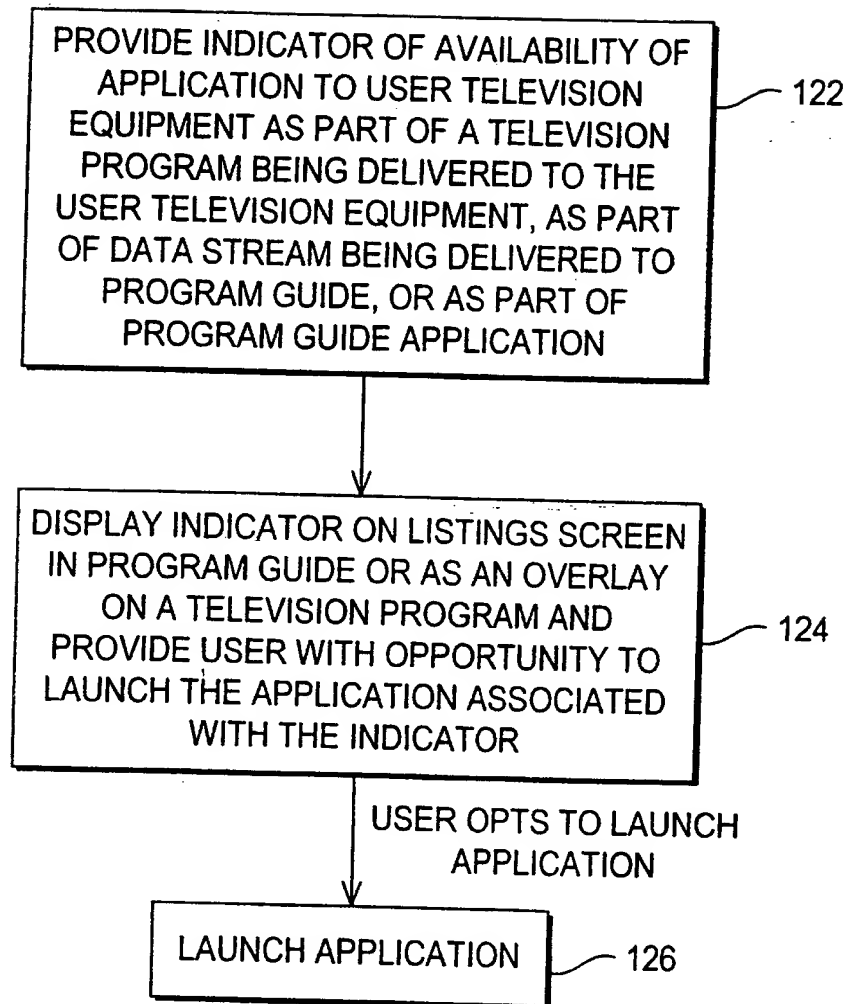 PROVIDE INDICATOR OF AVAILABILITY OF
APPLICATION TO USER TELEVISION
EQUIPMENT AS PART OF A TELEVISION
PROGRAM BEING DELIVERED TO THE
USER TELEVISION EQUIPMENT, AS PART
OF DATA STREAM BEING DELIVERED TO
PROGRAM GUIDE, OR AS PART OF
PROGRAM GUIDE APPLICATION
122
DISPLAY INDICATOR ON LISTINGS SCREEN
IN PROGRAM GUIDE OR AS AN OVERLAY
ON A TELEVISION PROGRAM AND
PROVIDE USER WITH OPPORTUNITY TO
LAUNCH THE APPLICATION ASSOCIATED
WITH THE INDICATOR
124
USER OPTS TO LAUNCH
APPLICATION
LAUNCH APPLICATION
126